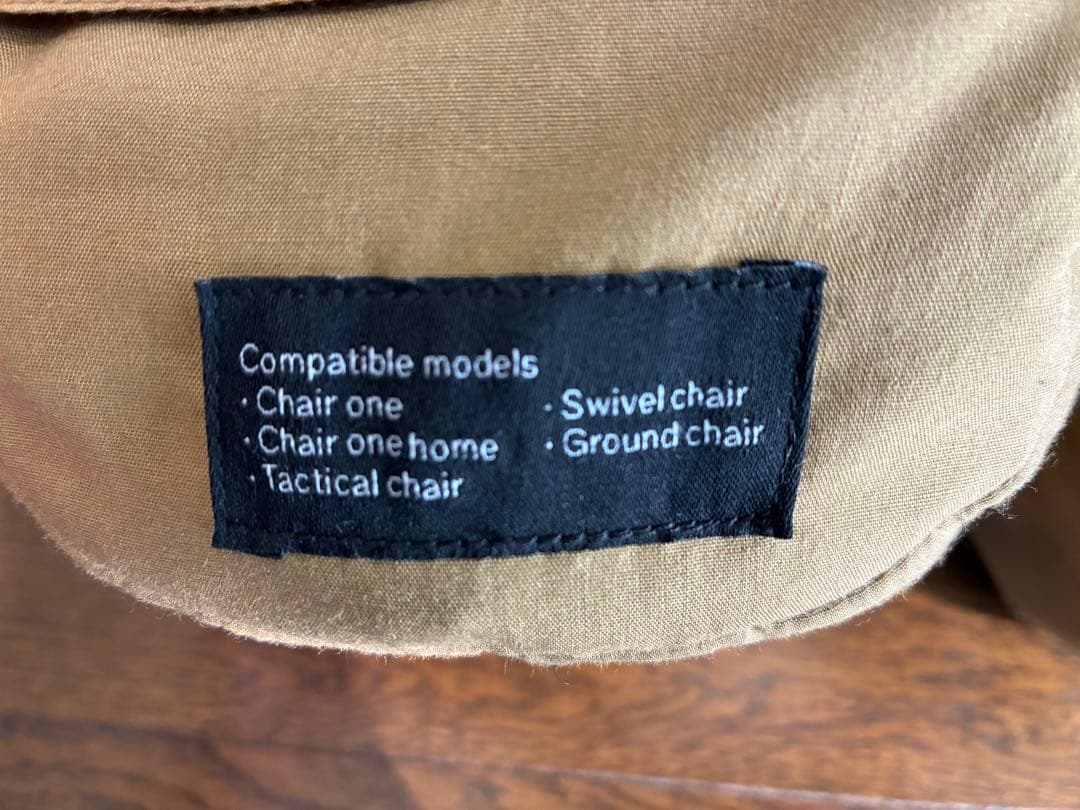 Compatible models
· Chair one
· Chair one home
· Tactical chair
· Swivel chair
· Ground chair